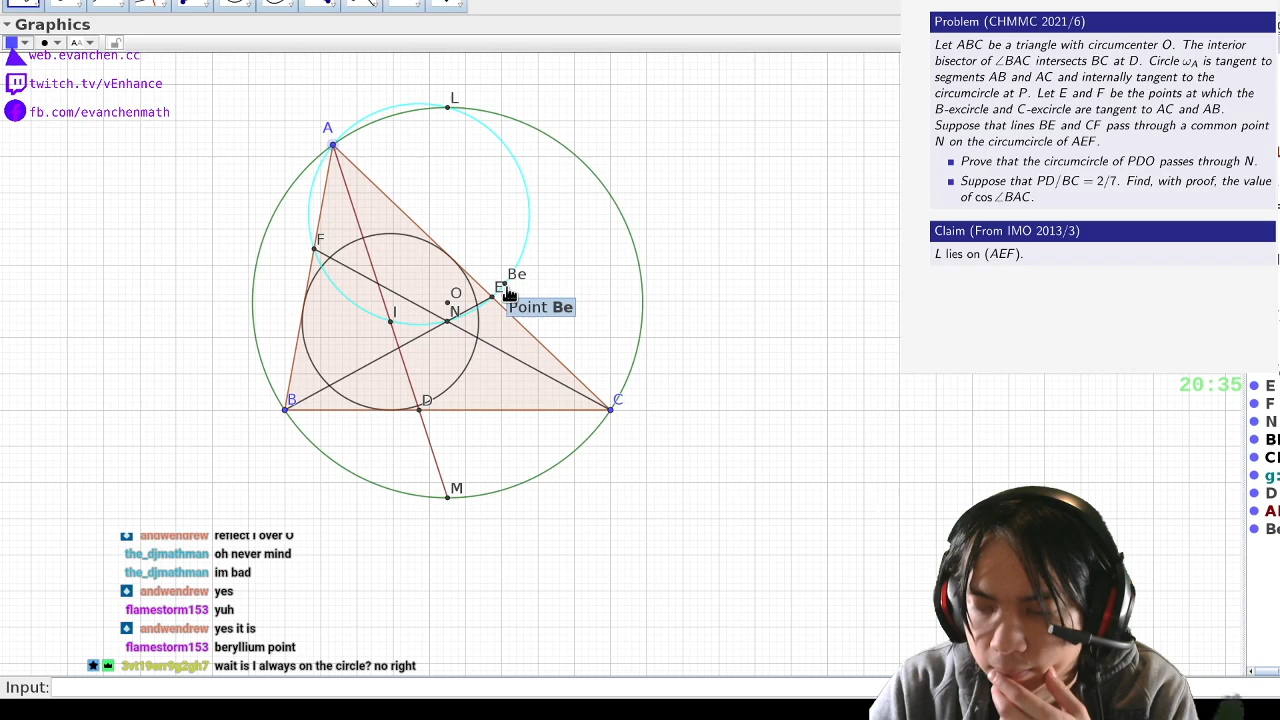 Graphics
AA
web.evanchen.cc
twitch.tv/vEnhance
fb.com/evanchenmath
L
A
F
Be
E
Point Be
O
I
N
B
D
C
M
Problem (CHMMC 2021/6)
Let ABC be a triangle with circumcenter O. The interior
bisector of ∠BAC intersects BC at D. Circle ω_A is tangent to
segments AB and AC and internally tangent to the
circumcircle at P. Let E and F be the points at which the
B-excircle and C-excircle are tangent to AC and AB.
Suppose that lines BE and CF pass through a common point
N on the circumcircle of AEF.
Prove that the circumcircle of PDO passes through N.
Suppose that PD/BC = 2/7. Find, with proof, the value
of cos ∠BAC.
Claim (From IMO 2013/3)
L lies on (AEF).
20:35
E
F
N
D
andwendrew reflect I over O
the_djmathman oh never mind
the_djmathman im bad
andwendrew yes
flamestorm153 yuh
andwendrew yes it is
flamestorm153 beryllium point
wait is I always on the circle? no right
Input: